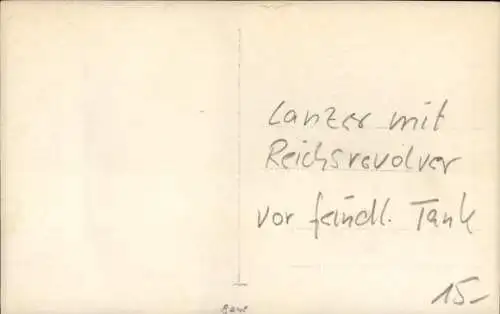 Lanzer mit
Reichsrevolver
vor feindl. Tank
15-